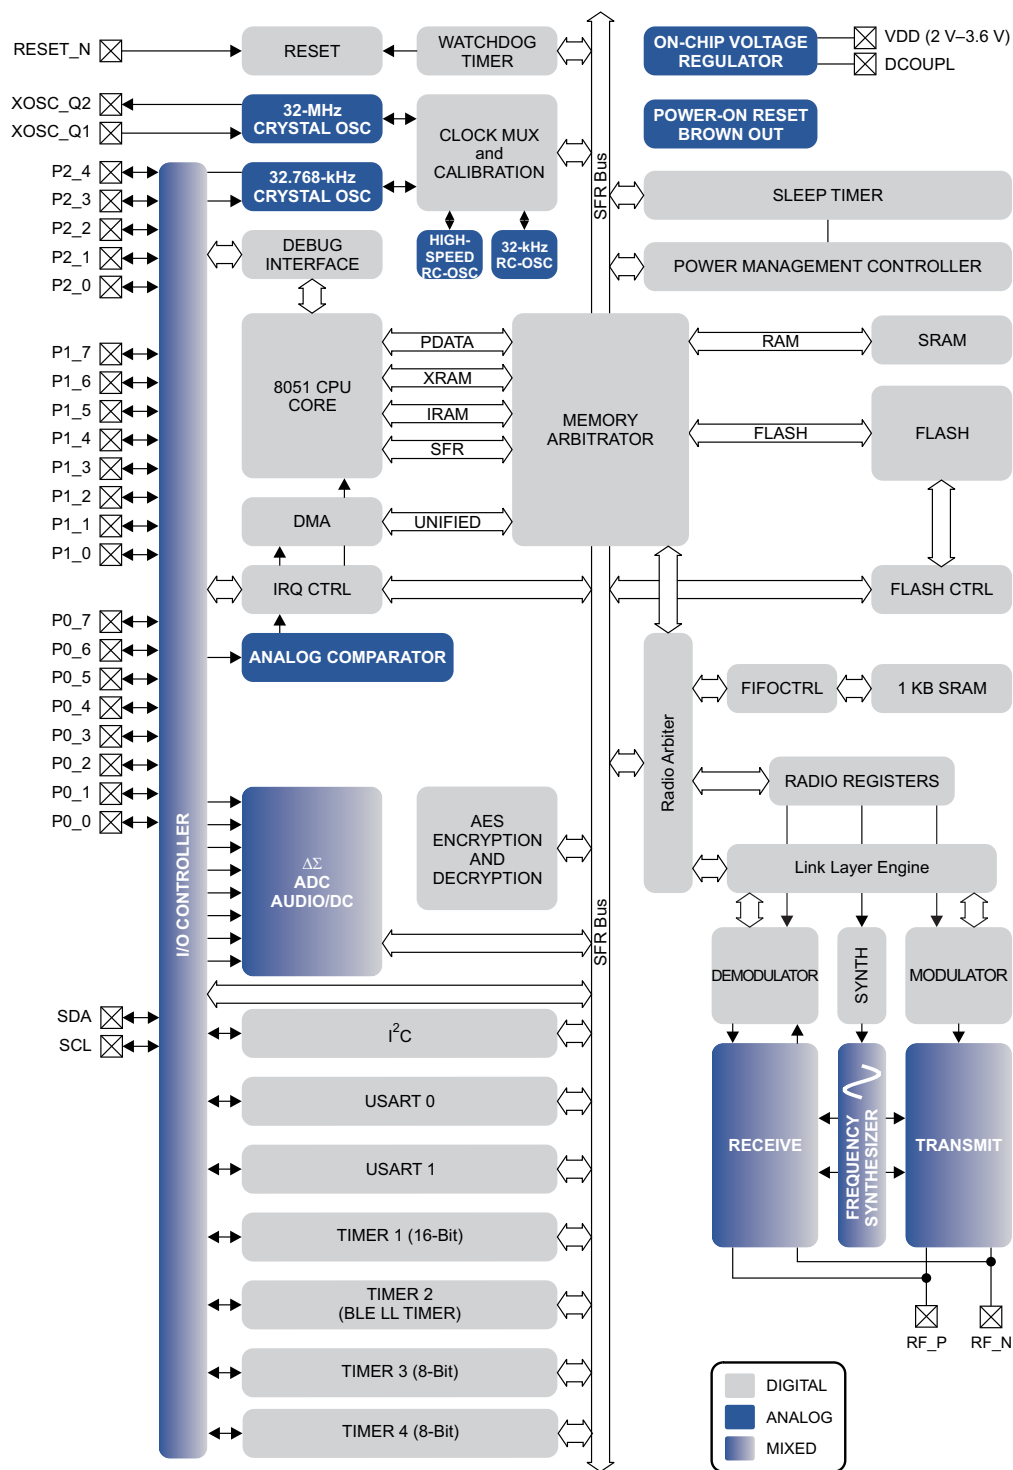 RESET_N
RESET
WATCHDOG
TIMER
ON-CHIP VOLTAGE
REGULATOR
VDD (2 V–3.6 V)
DCOUPL
XOSC_Q2
XOSC_Q1
32-MHz
CRYSTAL OSC
CLOCK MUX
and
CALIBRATION
POWER-ON RESET
BROWN OUT
SFR Bus
P2_4
P2_3
P2_2
P2_1
P2_0
32.768-kHz
CRYSTAL OSC
SLEEP TIMER
DEBUG
INTERFACE
HIGH-
SPEED
RC-OSC
32-kHz
RC-OSC
POWER MANAGEMENT CONTROLLER
P1_7
P1_6
P1_5
P1_4
P1_3
P1_2
P1_1
P1_0
8051 CPU
CORE
PDATA
XRAM
IRAM
SFR
MEMORY
ARBITRATOR
RAM
SRAM
FLASH
FLASH
DMA
UNIFIED
IRQ CTRL
FLASH CTRL
P0_7
P0_6
P0_5
P0_4
P0_3
P0_2
P0_1
P0_0
ANALOG COMPARATOR
Radio Arbiter
FIFOCTRL
1 KB SRAM
RADIO REGISTERS
Link Layer Engine
I/O CONTROLLER
ΔΣ
ADC
AUDIO/DC
AES
ENCRYPTION
AND
DECRYPTION
SFR Bus
DEMODULATOR
SYNTH
MODULATOR
SDA
SCL
I2C
USART 0
USART 1
TIMER 1 (16-Bit)
TIMER 2
(BLE LL TIMER)
TIMER 3 (8-Bit)
TIMER 4 (8-Bit)
RECEIVE
FREQUENCY
SYNTHESIZER
TRANSMIT
RF_P
RF_N
DIGITAL
ANALOG
MIXED